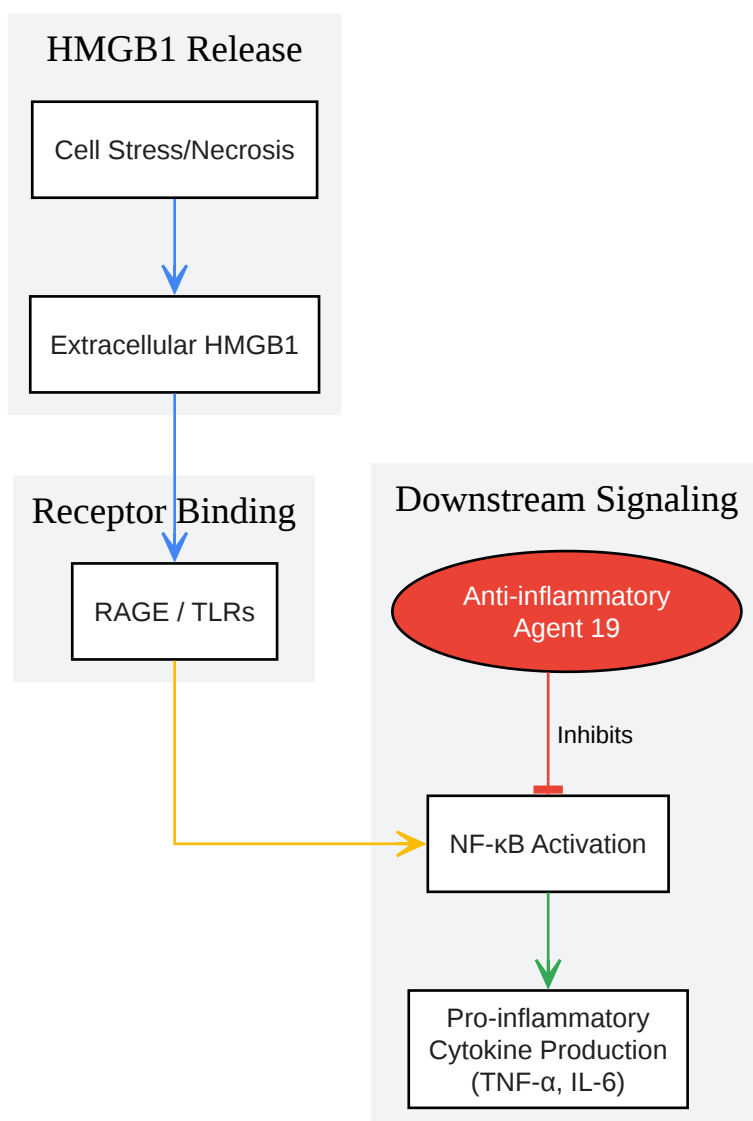 HMGB1 Release
Cell Stress/Necrosis
Extracellular HMGB1
Receptor Binding
RAGE / TLRs
Downstream Signaling
Anti-inflammatory
Agent 19
Inhibits
NF-κB Activation
Pro-inflammatory
Cytokine Production
(TNF-α, IL-6)